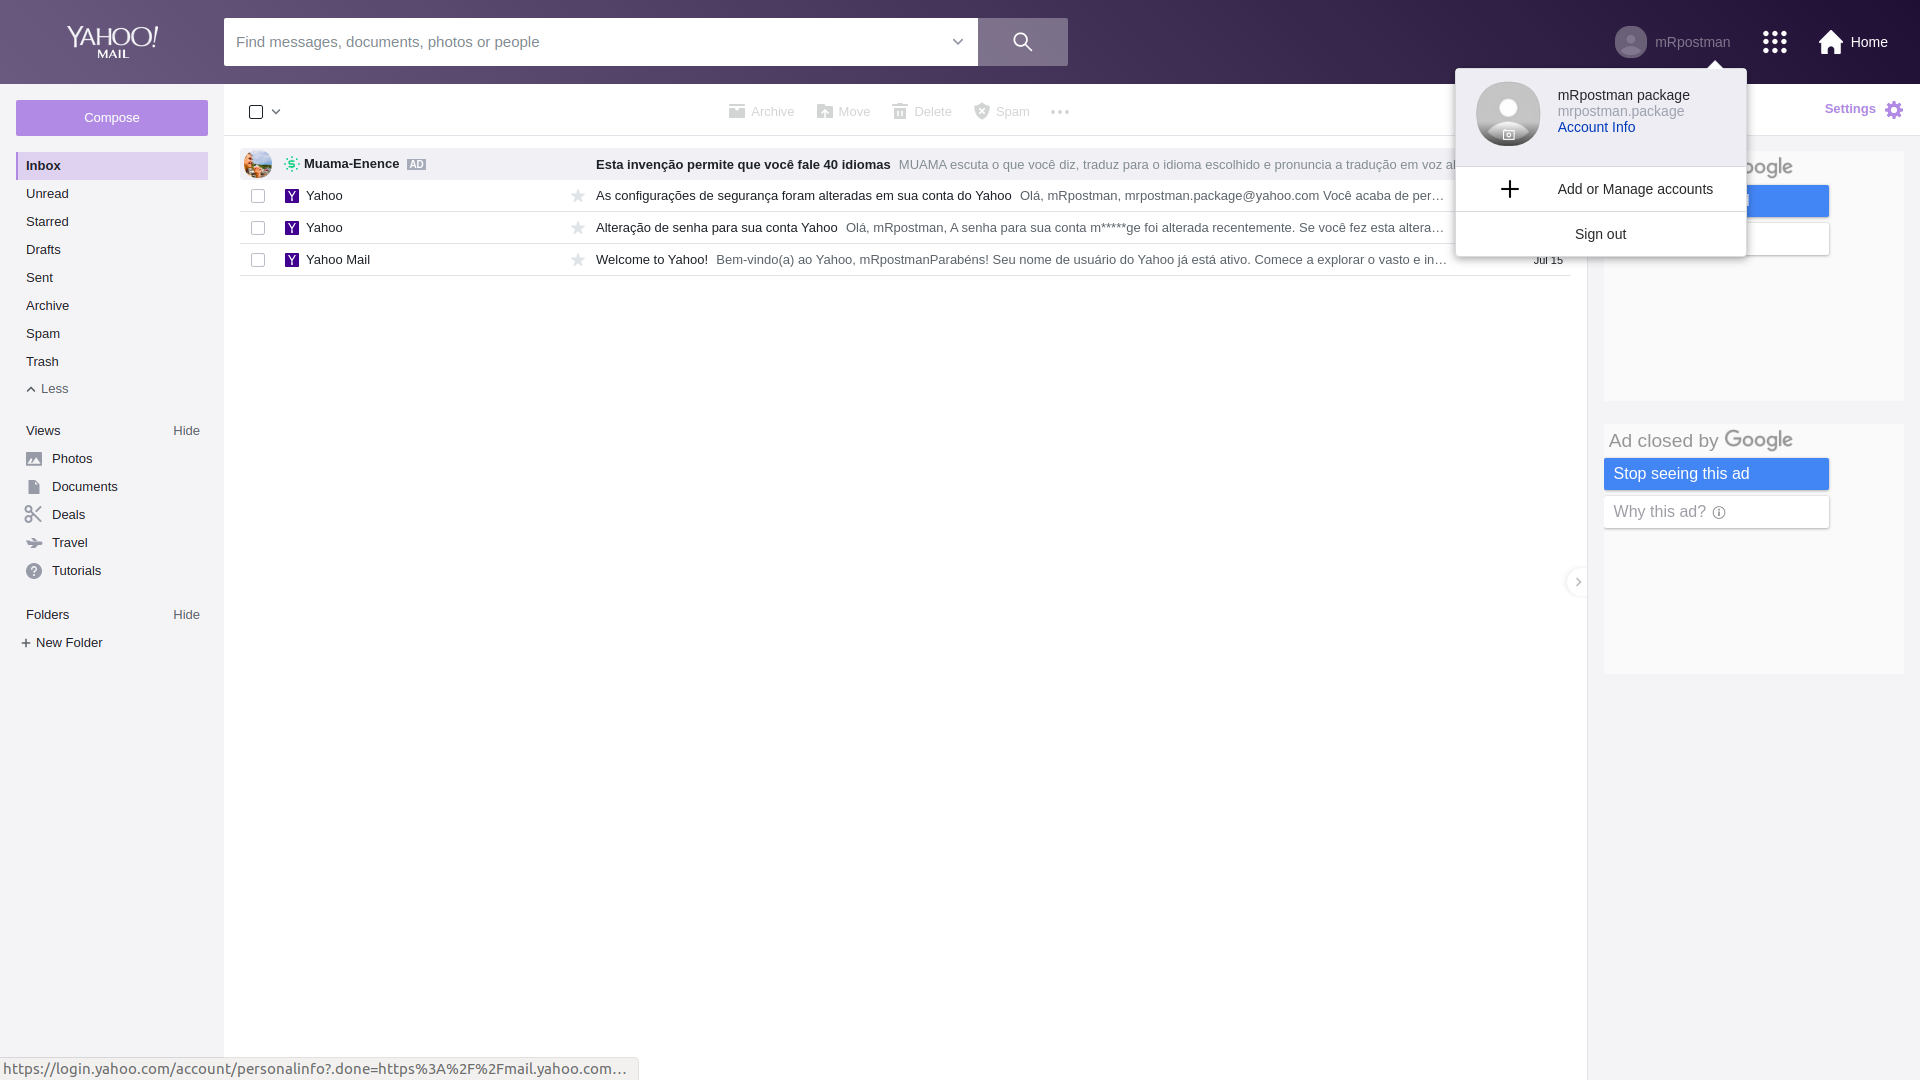 YAHOO! MAIL
Find messages, documents, photos or people
mRpostman
Home
Compose
Inbox
Unread
Starred
Drafts
Sent
Archive
Spam
Trash
Less
Views Hide
Photos
Documents
Deals
Travel
Tutorials
Folders Hide
New Folder
Archive Move Delete Spam
Settings
Muama-Enence AD Esta invenção permite que você fale 40 idiomas MUAMA escuta o que você diz, traduz para o idioma escolhido e pronuncia a tradução em voz
Yahoo As configurações de segurança foram alteradas em sua conta do Yahoo Olá, mRpostman, mrpostman.package@yahoo.com Você acaba de per…
Yahoo Alteração de senha para sua conta Yahoo Olá, mRpostman, A senha para sua conta m*****ge foi alterada recentemente. Se você fez esta altera…
Yahoo Mail Welcome to Yahoo! Bem-vindo(a) ao Yahoo, mRpostmanParabéns! Seu nome de usuário do Yahoo já está ativo. Comece a explorar o vasto e in… Jul 15
mRpostman package
mrpostman.package
Account Info
Add or Manage accounts
Sign out
Ad closed by Google
Stop seeing this ad
Why this ad?
https://login.yahoo.com/account/personalinfo?.done=https%3A%2F%2Fmail.yahoo.com…